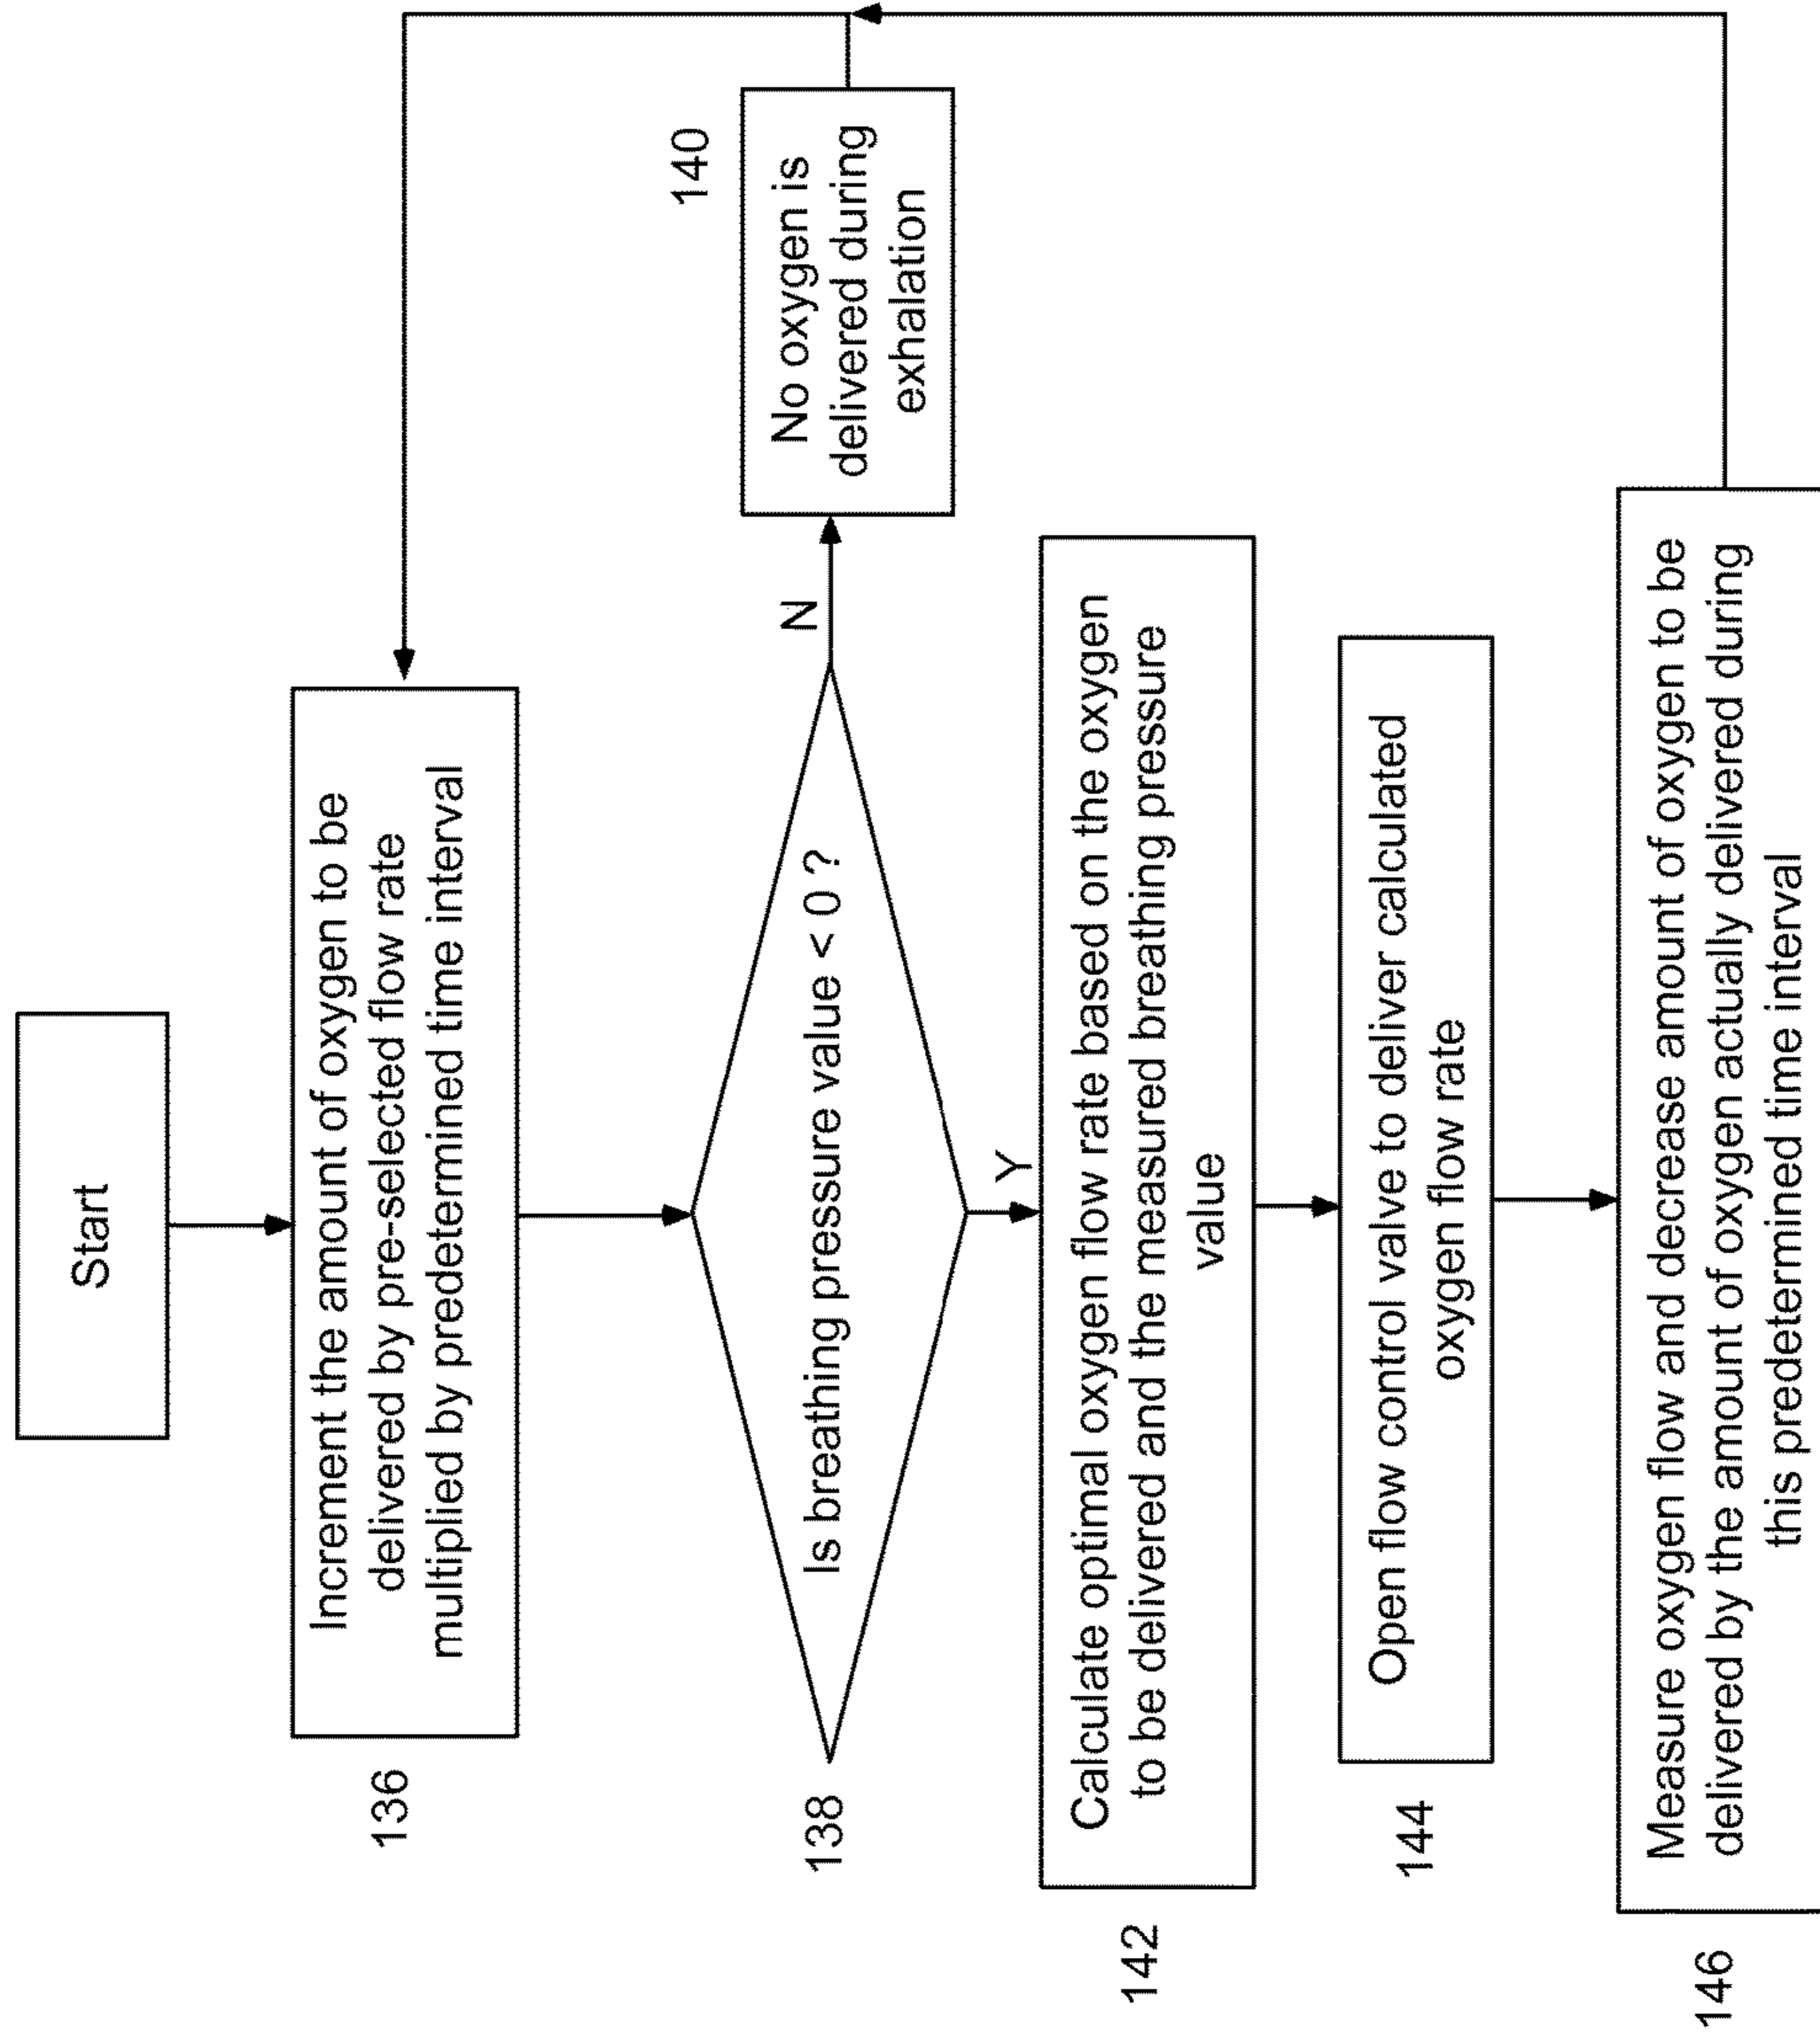 Start
136
Increment the amount of oxygen to be
delivered by pre-selected flow rate
multiplied by predetermined time interval
138
Is breathing pressure value < 0 ?
N
140
No oxygen is
delivered during
exhalation
Y
142
Calculate optimal oxygen flow rate based on the oxygen
to be delivered and the measured breathing pressure
value
144
Open flow control valve to deliver calculated
oxygen flow rate
146
Measure oxygen flow and decrease amount of oxygen to be
delivered by the amount of oxygen actually delivered during
this predetermined time interval